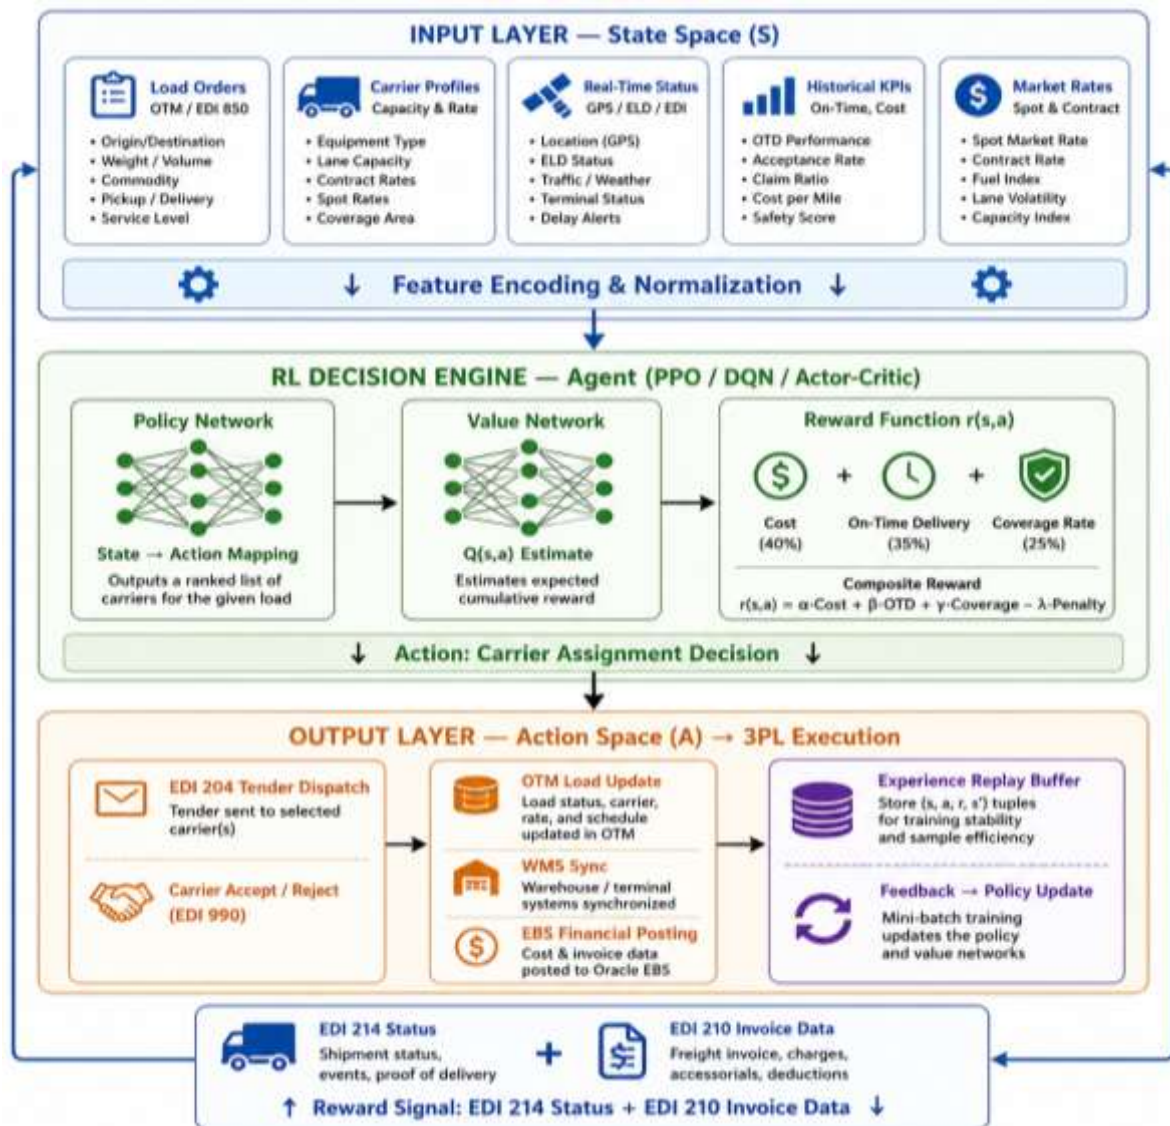 INPUT LAYER — State Space (S)
Load Orders
OTM / EDI 850
• Origin/Destination
• Weight / Volume
• Commodity
• Pickup / Delivery
• Service Level
Carrier Profiles
Capacity & Rate
• Equipment Type
• Lane Capacity
• Contract Rates
• Spot Rates
• Coverage Area
Real-Time Status
GPS / ELD / EDI
• Location (GPS)
• ELD Status
• Traffic / Weather
• Terminal Status
• Delay Alerts
Historical KPIs
On-Time, Cost
• OTD Performance
• Acceptance Rate
• Claim Ratio
• Cost per Mile
• Safety Score
Market Rates
Spot & Contract
• Spot Market Rate
• Contract Rate
• Fuel Index
• Lane Volatility
• Capacity Index
↓ Feature Encoding & Normalization ↓
RL DECISION ENGINE — Agent (PPO / DQN / Actor-Critic)
Policy Network
State → Action Mapping
Outputs a ranked list of
carriers for the given load
Value Network
Q(s,a) Estimate
Estimates expected
cumulative reward
Reward Function r(s,a)
$ + +
Cost
(40%)
On-Time Delivery
(35%)
Coverage Rate
(25%)
Composite Reward
r(s,a) = α·Cost + β·OTD + γ·Coverage – λ·Penalty
↓ Action: Carrier Assignment Decision ↓
OUTPUT LAYER — Action Space (A) → 3PL Execution
EDI 204 Tender Dispatch
Tender sent to selected
carrier(s)
Carrier Accept / Reject
(EDI 990)
OTM Load Update
Load status, carrier,
rate, and schedule
updated in OTM
WMS Sync
Warehouse / terminal
systems synchronized
EBS Financial Posting
Cost & invoice data
posted to Oracle EBS
Experience Replay Buffer
Store (s, a, r, s') tuples
for training stability
and sample efficiency
Feedback → Policy Update
Mini-batch training
updates the policy
and value networks
EDI 214 Status
Shipment status,
events, proof of delivery
+
EDI 210 Invoice Data
Freight invoice, charges,
accessorials, deductions
↑ Reward Signal: EDI 214 Status + EDI 210 Invoice Data ↓